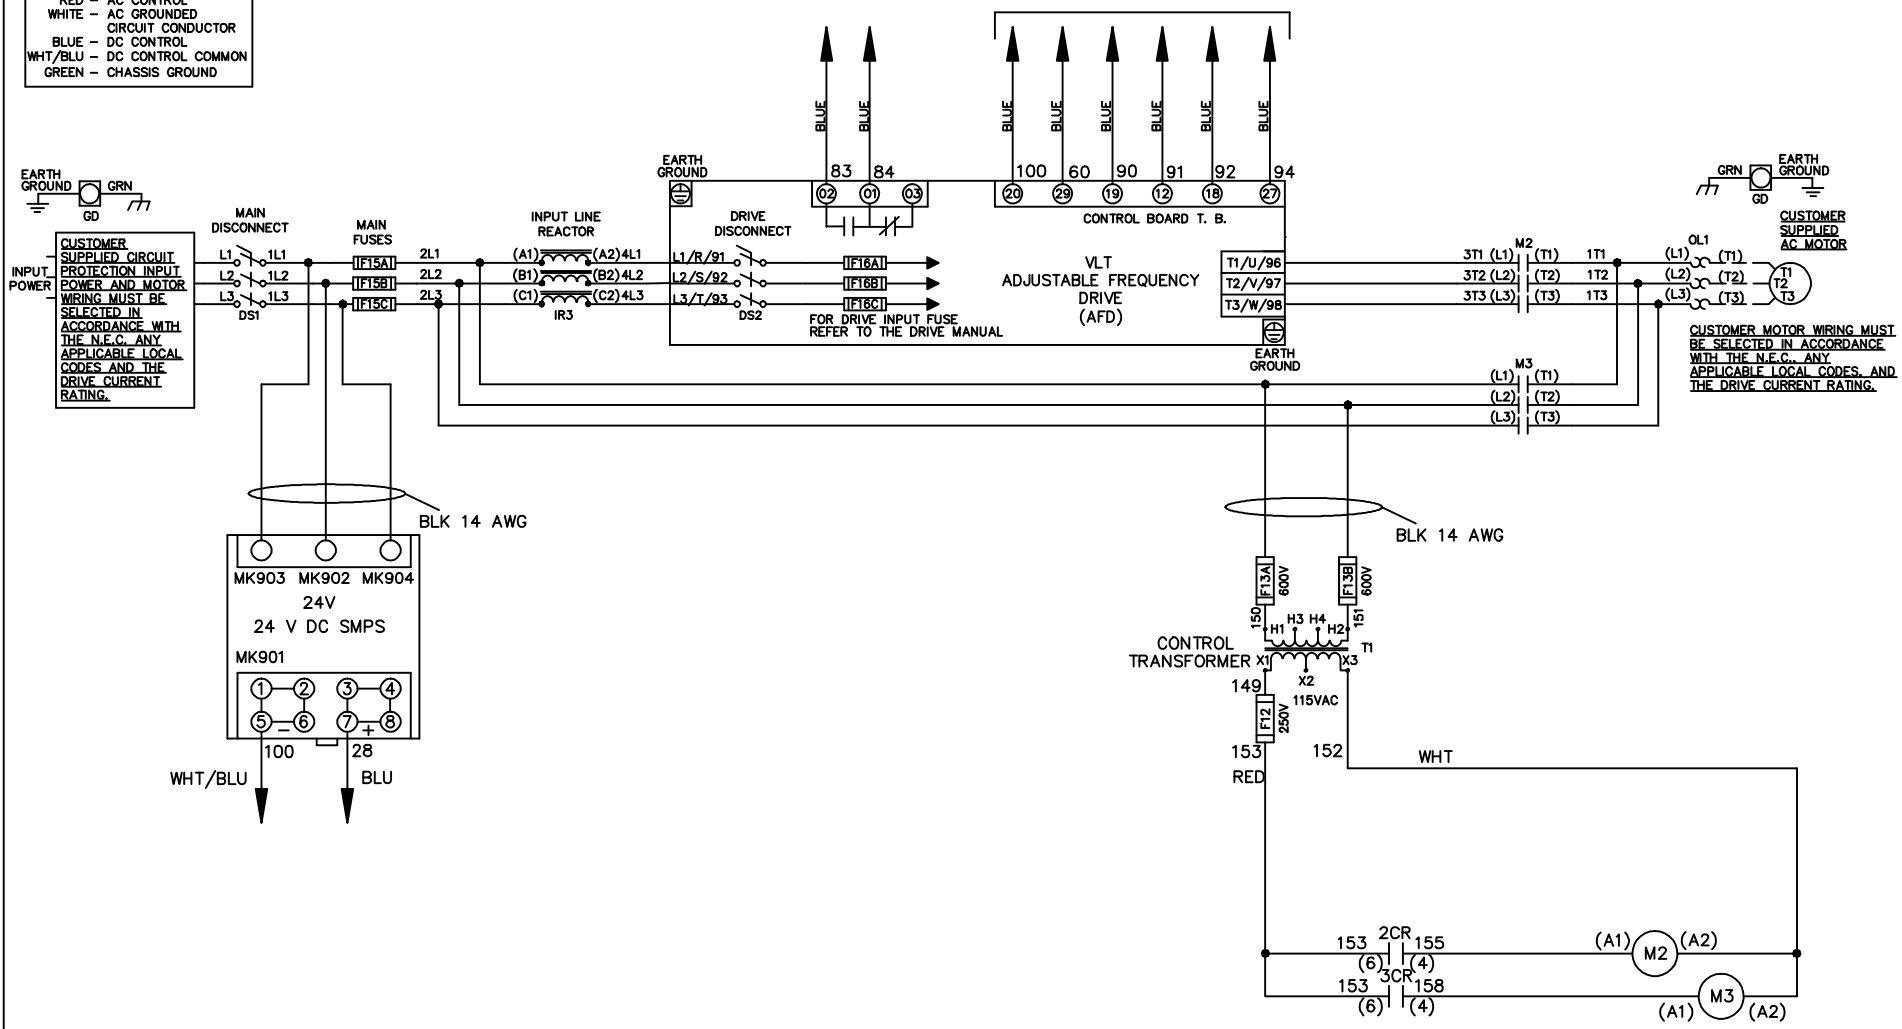 RED – AC CONTROL
WHITE – AC GROUNDED
CIRCUIT CONDUCTOR
BLUE – DC CONTROL
WHT/BLU – DC CONTROL COMMON
GREEN – CHASSIS GROUND
BLUE
BLUE
BLUE
BLUE
BLUE
BLUE
BLUE
BLUE
83
84
100
60
90
91
92
94
02
01
03
20
29
19
12
18
27
CONTROL BOARD T. B.
EARTH
GROUND
GRN
GD
INPUT
POWER
CUSTOMER
SUPPLIED CIRCUIT
PROTECTION INPUT
POWER AND MOTOR
WIRING MUST BE
SELECTED IN
ACCORDANCE WITH
THE N.E.C. ANY
APPLICABLE LOCAL
CODES AND THE
DRIVE CURRENT
RATING.
MAIN
DISCONNECT
L1
1L1
L2
1L2
L3
1L3
DS1
MAIN
FUSES
F15A
F15B
F15C
2L1
2L2
2L3
INPUT LINE
REACTOR
(A1)
(A2)
4L1
(B1)
(B2)
4L2
(C1)
(C2)
4L3
IR3
EARTH
GROUND
DRIVE
DISCONNECT
L1/R/91
L2/S/92
L3/T/93
DS2
F16A
F16B
F16C
FOR DRIVE INPUT FUSE
REFER TO THE DRIVE MANUAL
VLT
ADJUSTABLE FREQUENCY
DRIVE
(AFD)
T1/U/96
T2/V/97
T3/W/98
EARTH
GROUND
M2
3T1 (L1) (T1) 1T1
3T2 (L2) (T2) 1T2
3T3 (L3) (T3) 1T3
OL1
(L1) (T1)
(L2) (T2)
(L3) (T3)
T1
T2
T3
GRN
GD
EARTH
GROUND
CUSTOMER
SUPPLIED
AC MOTOR
CUSTOMER MOTOR WIRING MUST
BE SELECTED IN ACCORDANCE
WITH THE N.E.C., ANY
APPLICABLE LOCAL CODES, AND
THE DRIVE CURRENT RATING.
M3
(L1) (T1)
(L2) (T2)
(L3) (T3)
BLK 14 AWG
MK903 MK902 MK904
24V
24 V DC SMPS
MK901
1 2 3 4
5 – 6 7 + 8
100
28
WHT/BLU
BLU
BLK 14 AWG
F13A
600V
F13B
600V
150
151
H1 H3 H4 H2
T1
CONTROL
TRANSFORMER
X1
X3
X2
149
115VAC
F12
250V
153
152
RED
WHT
2CR
153 155
(6) (4)
(A1) M2 (A2)
3CR
153 158
(6) (4)
(A1) M3 (A2)